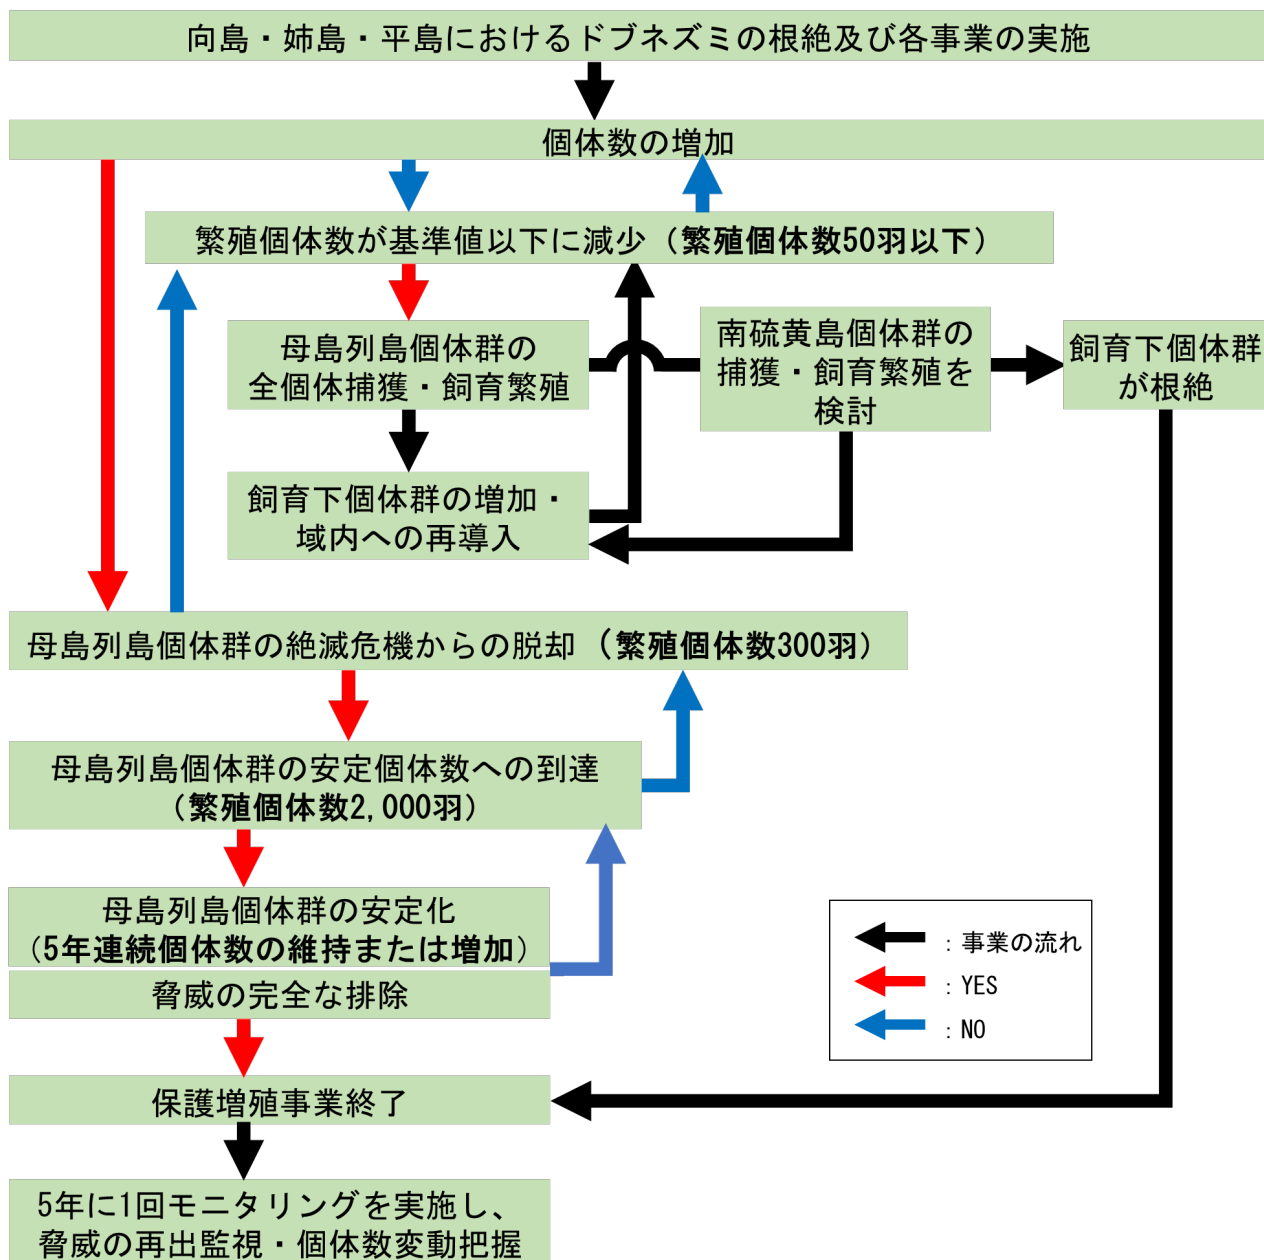 向島・姉島・平島におけるドブネズミの根絶及び各事業の実施
個体数の増加
繁殖個体数が基準値以下に減少（繁殖個体数50羽以下）
母島列島個体群の
全個体捕獲・飼育繁殖
南硫黄島個体群の
捕獲・飼育繁殖を
検討
飼育下個体群
が根絶
飼育下個体群の増加・
域内への再導入
母島列島個体群の絶滅危機からの脱却（繁殖個体数300羽）
母島列島個体群の安定個体数への到達
（繁殖個体数2,000羽）
母島列島個体群の安定化
（5年連続個体数の維持または増加）
脅威の完全な排除
：事業の流れ
：YES
：NO
保護増殖事業終了
5年に1回モニタリングを実施し、
脅威の再出監視・個体数変動把握